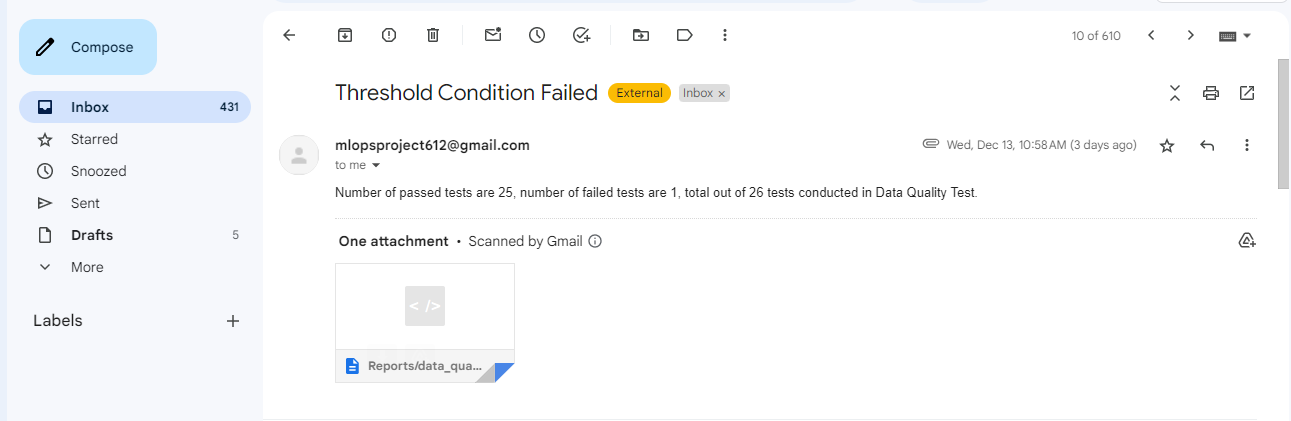 Compose
10 of 610
Inbox 431
Starred
Snoozed
Sent
Drafts 5
More
Labels
Threshold Condition Failed External Inbox ×
mlopsproject612@gmail.com Wed, Dec 13, 10:58 AM (3 days ago)
to me
Number of passed tests are 25, number of failed tests are 1, total out of 26 tests conducted in Data Quality Test.
One attachment • Scanned by Gmail
< />
Reports/data_qua...